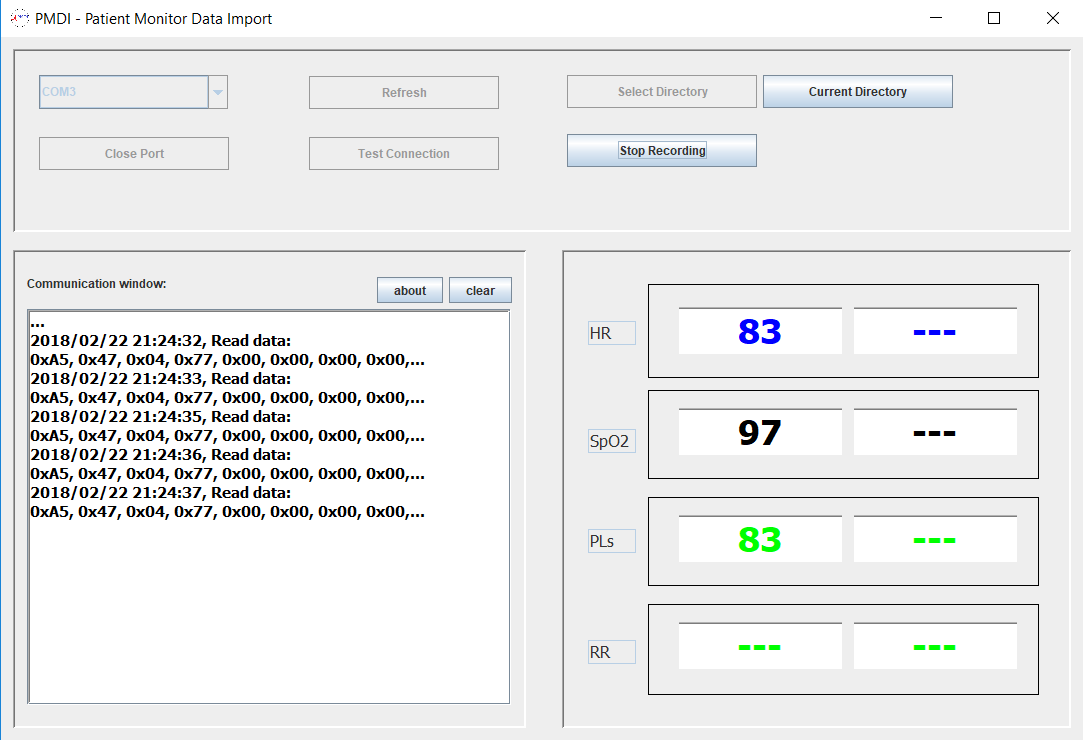 PMDI - Patient Monitor Data Import
COM3
Refresh
Select Directory
Current Directory
Close Port
Test Connection
Stop Recording
Communication window:
about
clear
...
2018/02/22 21:24:32, Read data:
0xA5, 0x47, 0x04, 0x77, 0x00, 0x00, 0x00, 0x00,...
2018/02/22 21:24:33, Read data:
0xA5, 0x47, 0x04, 0x77, 0x00, 0x00, 0x00, 0x00,...
2018/02/22 21:24:35, Read data:
0xA5, 0x47, 0x04, 0x77, 0x00, 0x00, 0x00, 0x00,...
2018/02/22 21:24:36, Read data:
0xA5, 0x47, 0x04, 0x77, 0x00, 0x00, 0x00, 0x00,...
2018/02/22 21:24:37, Read data:
0xA5, 0x47, 0x04, 0x77, 0x00, 0x00, 0x00, 0x00,...
HR 83 ---
SpO2 97 ---
PLs 83 ---
RR --- ---